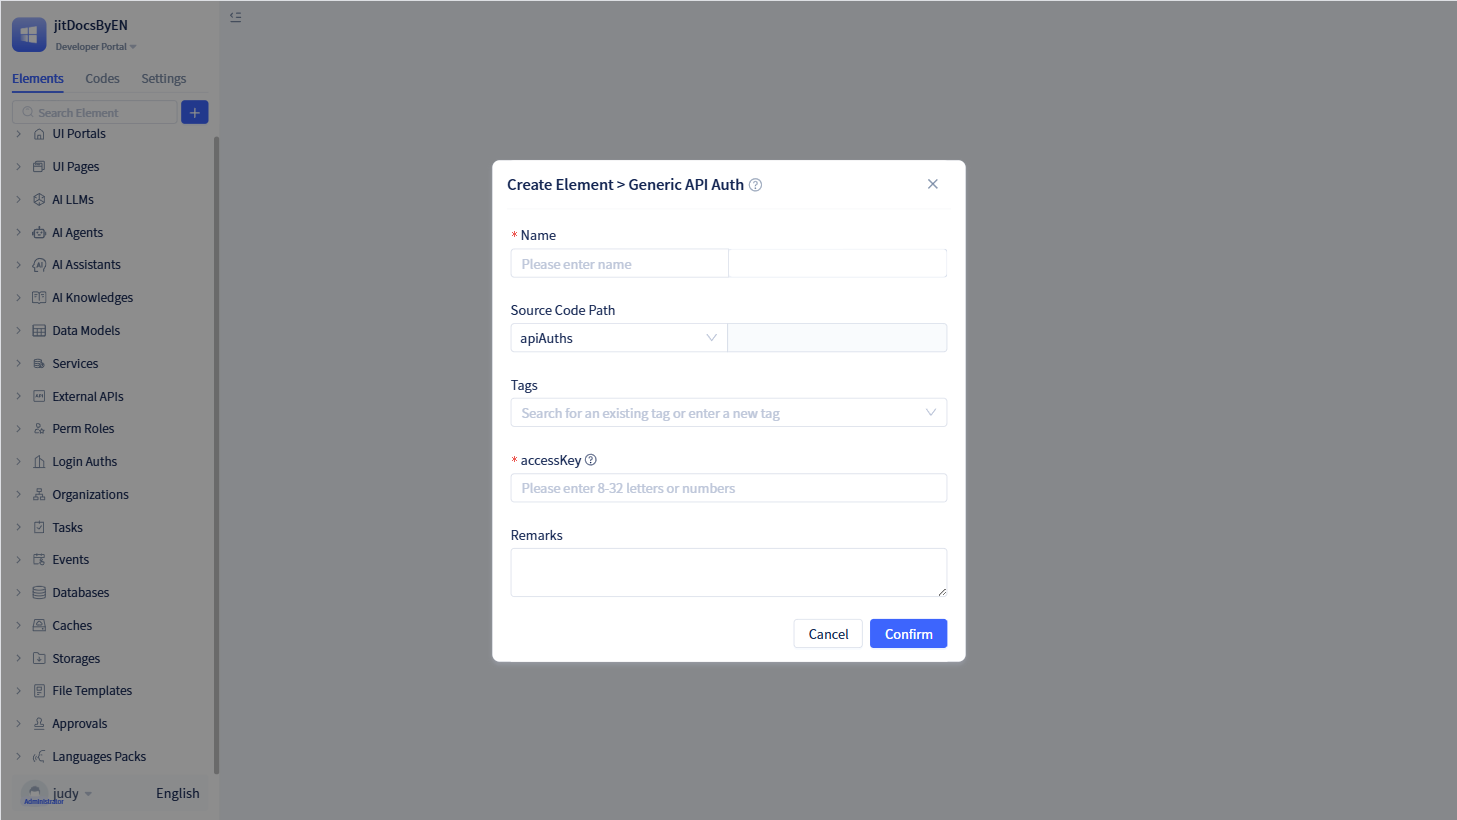 jitDocsByEN
Developer Portal
Elements Codes Settings
Search Element
UI Portals
UI Pages
AI LLMs
AI Agents
AI Assistants
AI Knowledges
Data Models
Services
External APIs
Perm Roles
Login Auths
Organizations
Tasks
Events
Databases
Caches
Storages
File Templates
Approvals
Languages Packs
judy
Administrator
English
Create Element > Generic API Auth
* Name
Please enter name
Source Code Path
apiAuths
Tags
Search for an existing tag or enter a new tag
* accessKey
Please enter 8-32 letters or numbers
Remarks
Cancel Confirm